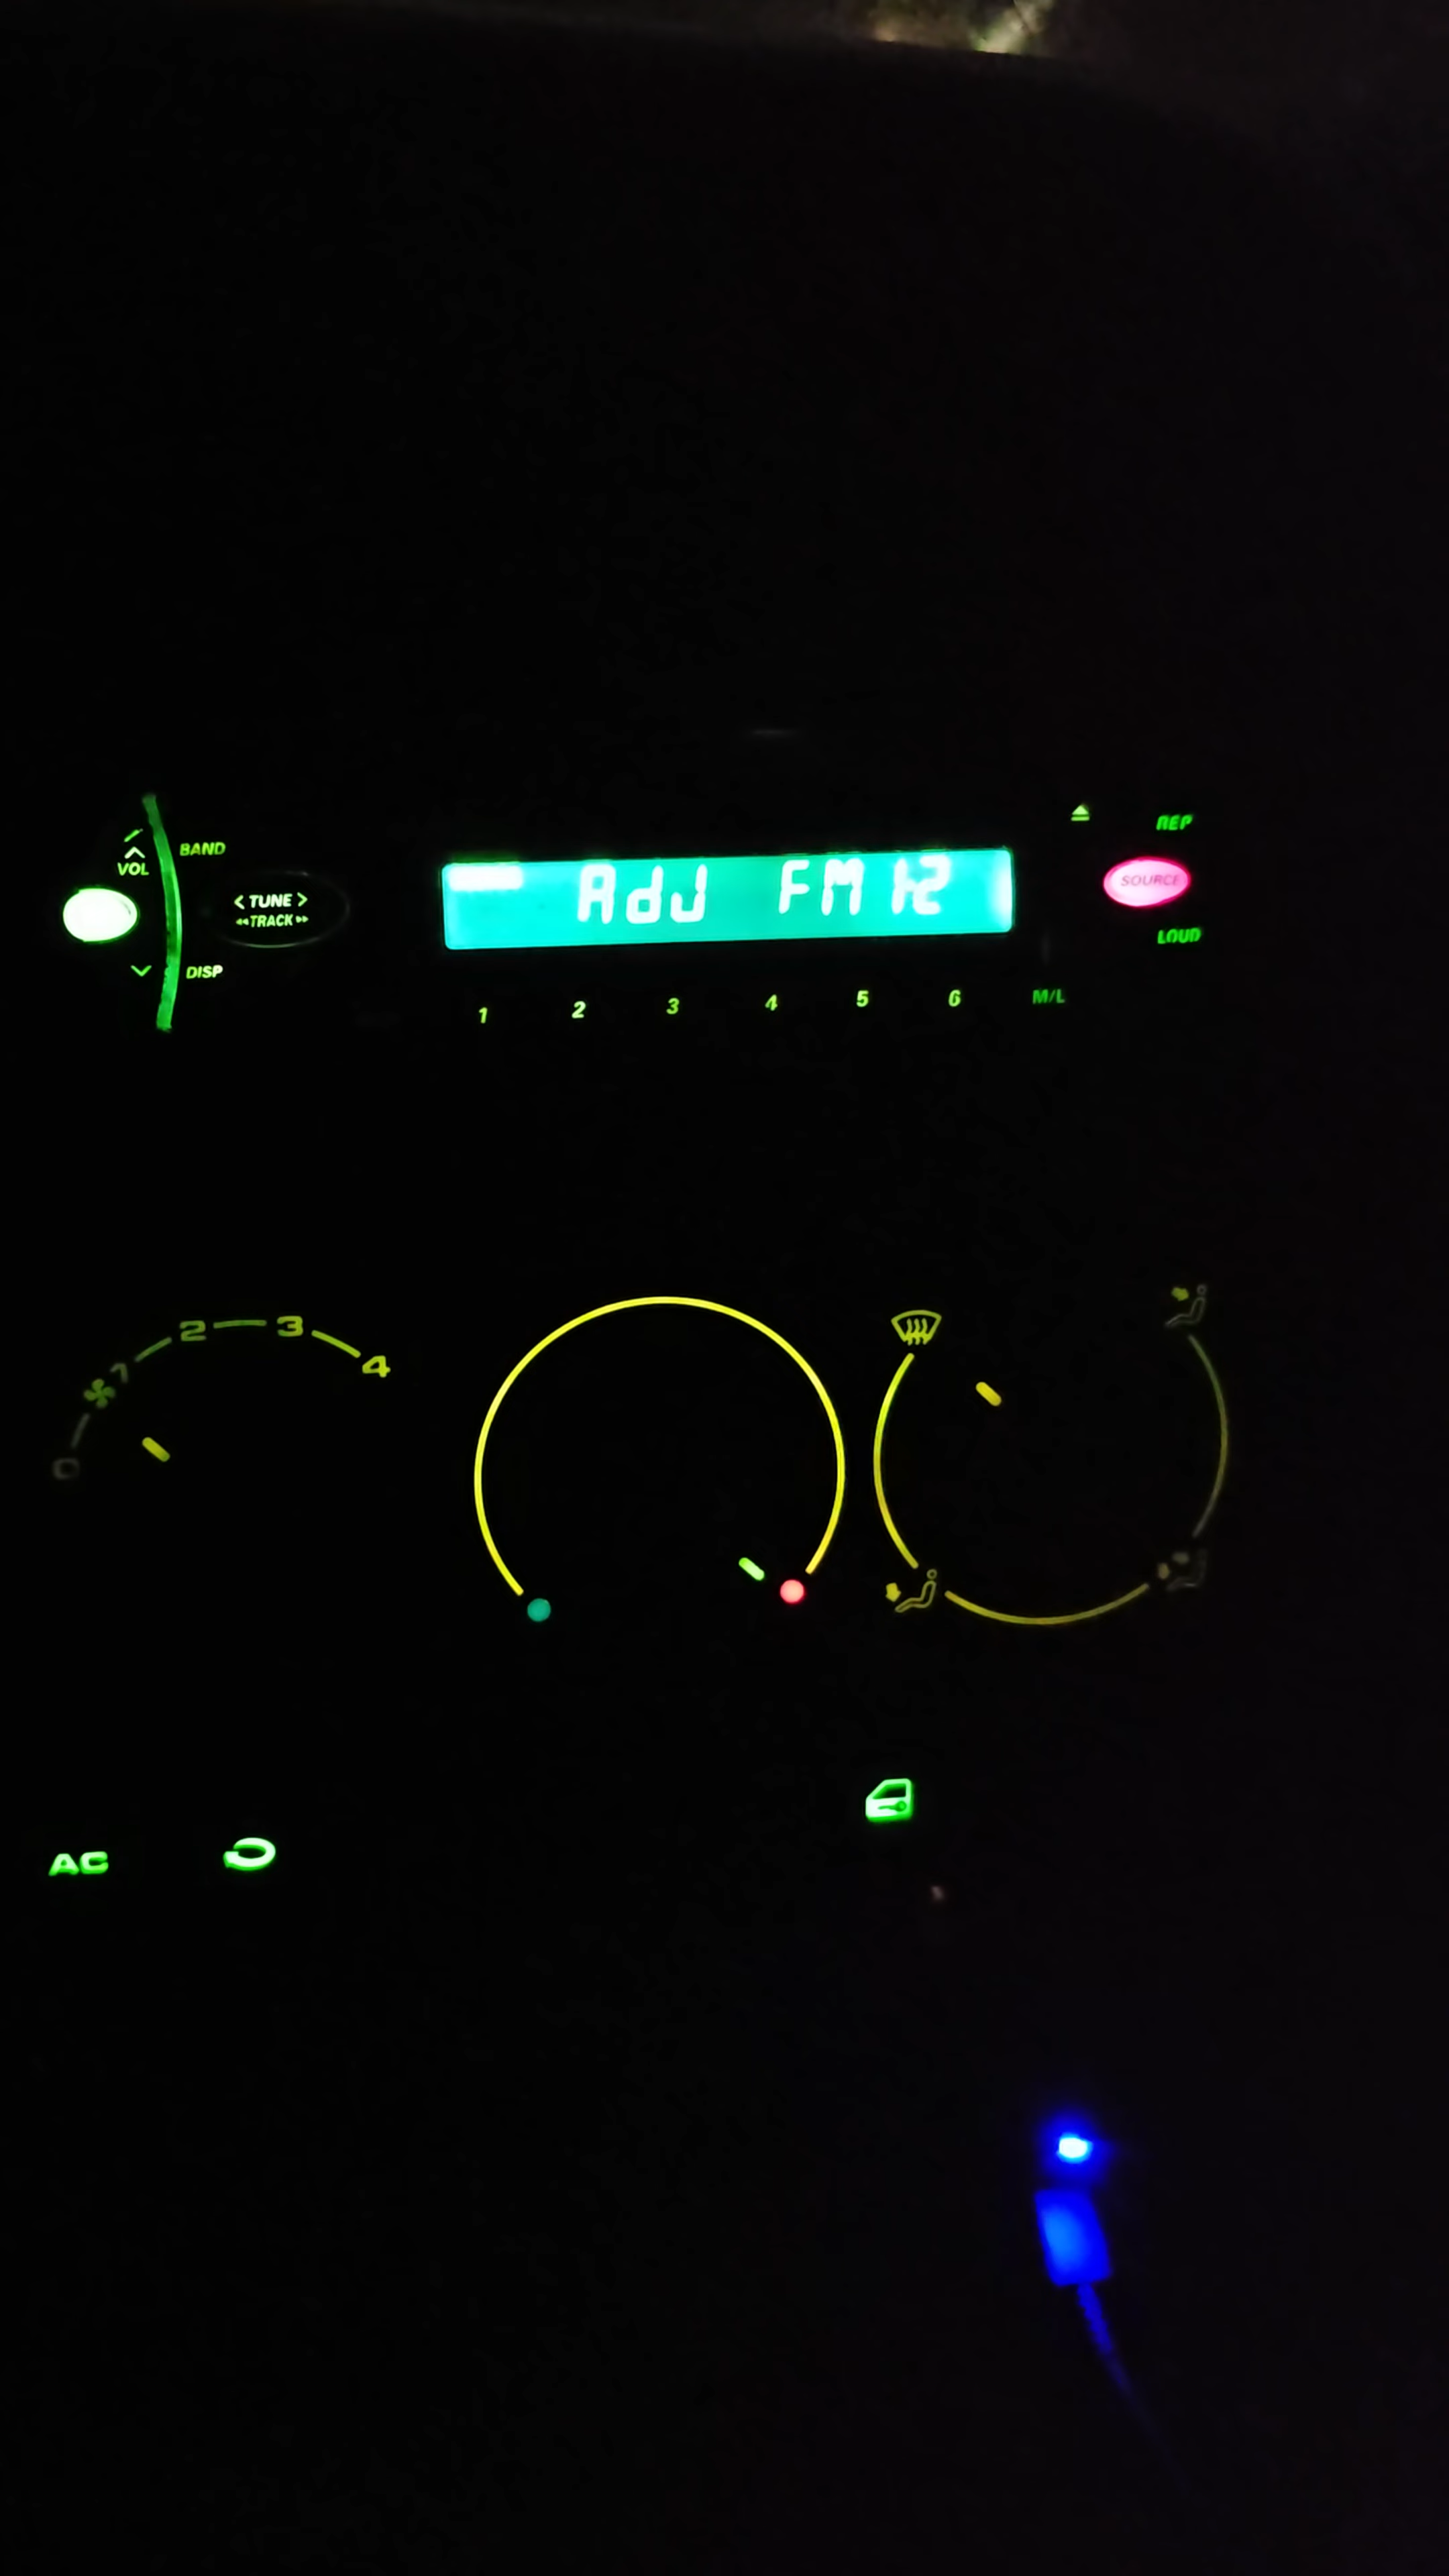 VOL
BAND
< TUNE >
◂◂TRACK▸▸
DISP
AdJ FM 12
REP
SOURCE
LOUD
1 2 3 4 5 6 M/L
0 1 2 3 4
AC